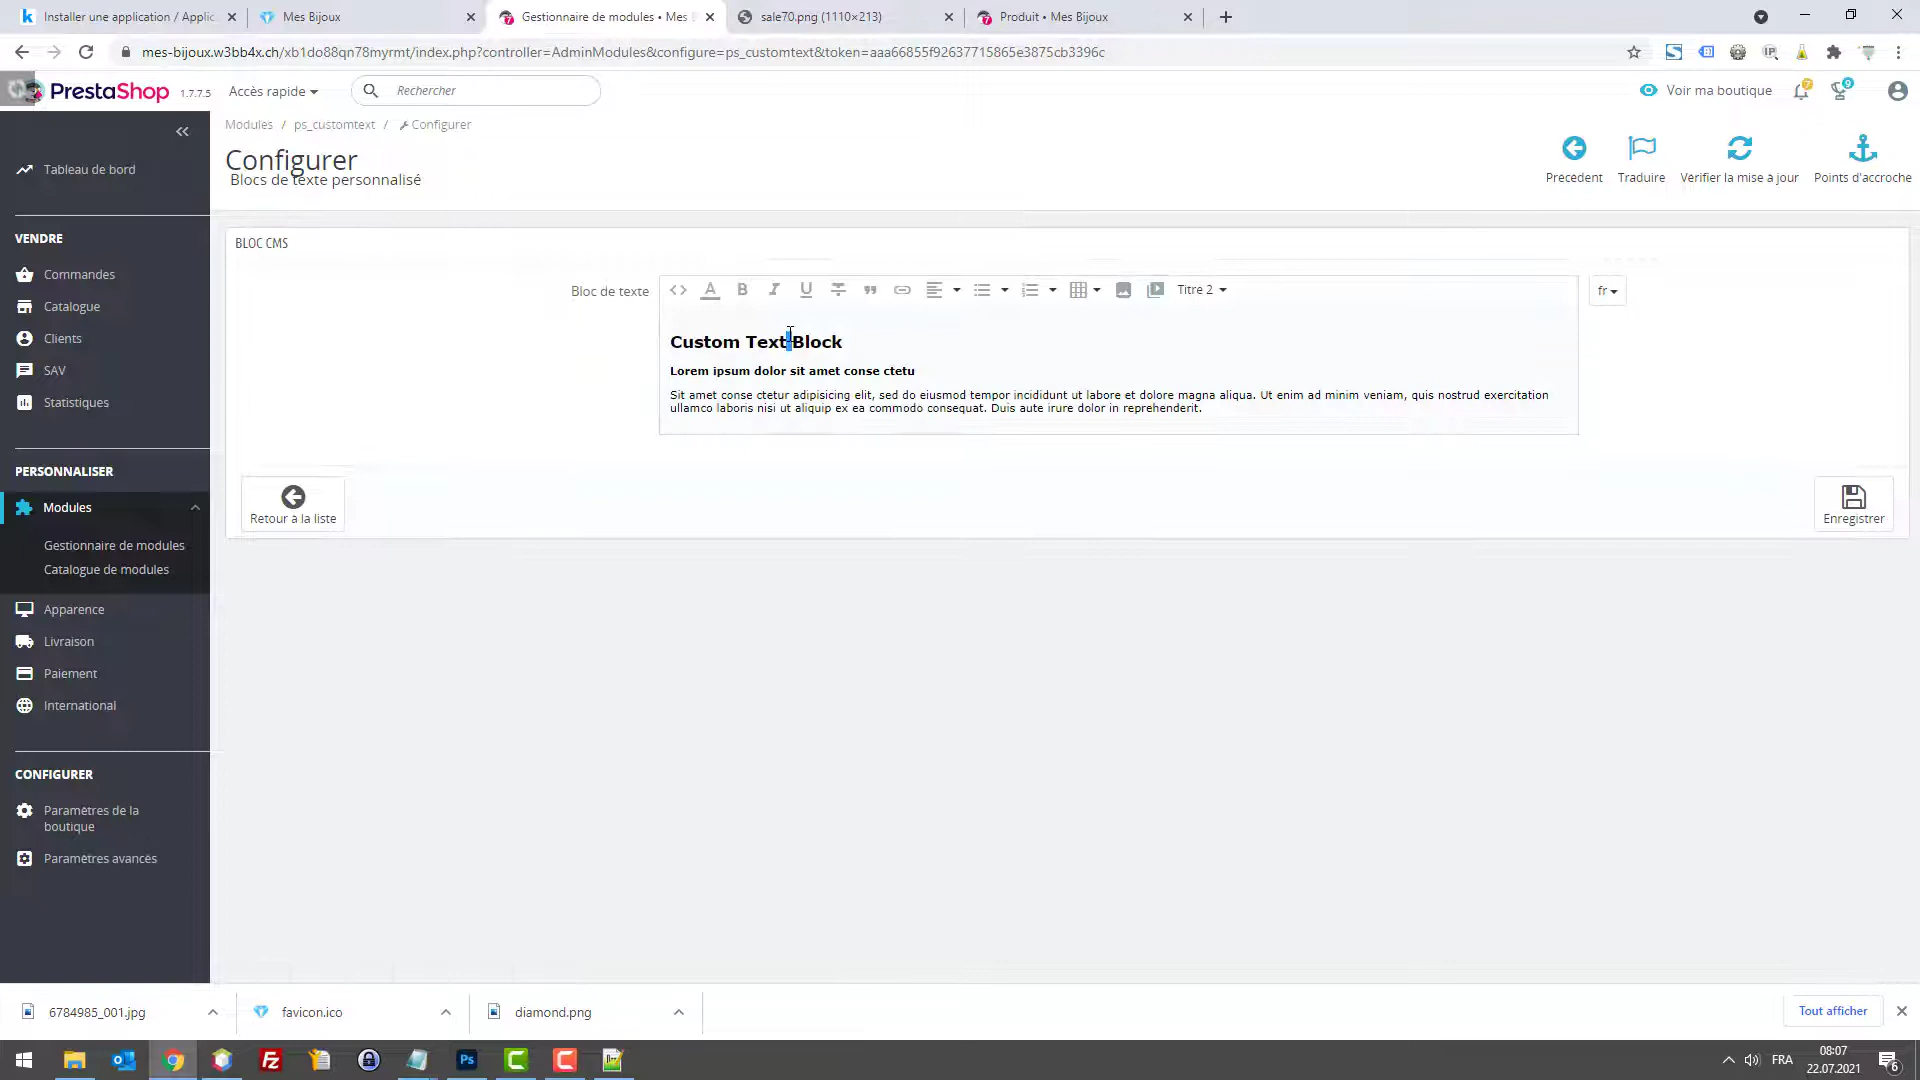 Installer une application / Applic
Mes Bijoux
Gestionnaire de modules • Mes B
sale70.png (1110×213)
Produit • Mes Bijoux
mes-bijoux.w3bb4x.ch/xb1do88qn78myrmt/index.php?controller=AdminModules&configure=ps_customtext&token=aaa66855f92637715865e3875cb3396c
PrestaShop 1.7.7.5
Accès rapide
Rechercher
Voir ma boutique
7
9
Modules / ps_customtext / Configurer
Configurer
Blocs de texte personnalisé
Précédent
Traduire
Vérifier la mise à jour
Points d'accroche
Tableau de bord
VENDRE
Commandes
Catalogue
Clients
SAV
Statistiques
PERSONNALISER
Modules
Gestionnaire de modules
Catalogue de modules
Apparence
Livraison
Paiement
International
CONFIGURER
Paramètres de la
boutique
Paramètres avancés
BLOC CMS
Bloc de texte
Titre 2
fr
Custom Text Block
Lorem ipsum dolor sit amet conse ctetu
Sit amet conse ctetur adipisicing elit, sed do eiusmod tempor incididunt ut labore et dolore magna aliqua. Ut enim ad minim veniam, quis nostrud exercitation
ullamco laboris nisi ut aliquip ex ea commodo consequat. Duis aute irure dolor in reprehenderit.
Retour à la liste
Enregistrer
6784985_001.jpg
favicon.ico
diamond.png
Tout afficher
FRA
08:07
22.07.2021
6